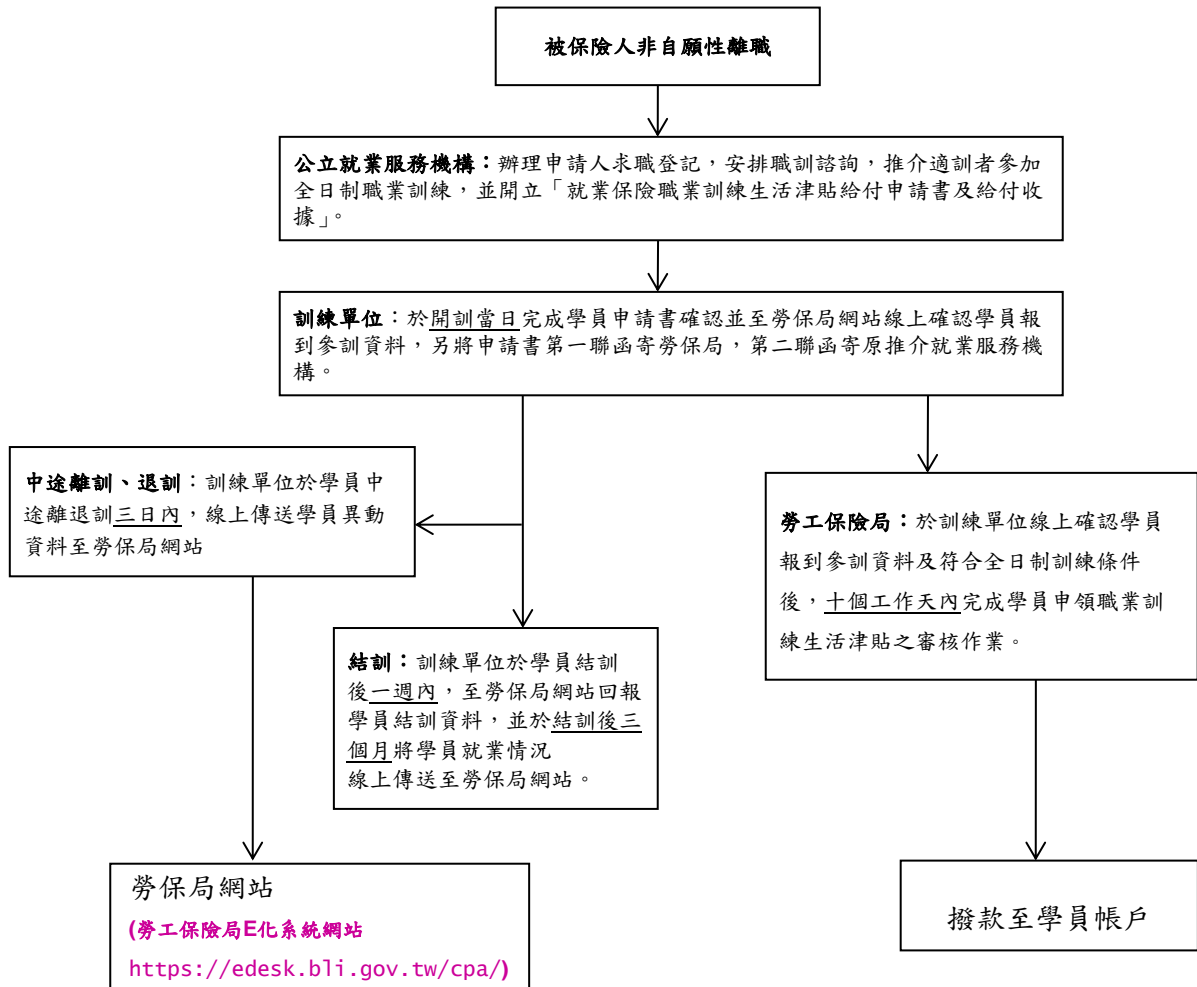 被保險人非自願性離職
公立就業服務機構：辦理申請人求職登記，安排職訓諮詢，推介適訓者參加
全日制職業訓練，並開立「就業保險職業訓練生活津貼給付申請書及給付收
據」。
訓練單位：於開訓當日完成學員申請書確認並至勞保局網站線上確認學員報
到參訓資料，另將申請書第一聯函寄勞保局，第二聯函寄原推介就業服務機
構。
中途離訓、退訓：訓練單位於學員中
途離退訓三日內，線上傳送學員異動
資料至勞保局網站
勞工保險局：於訓練單位線上確認學員
報到參訓資料及符合全日制訓練條件
後，十個工作天內完成學員申領職業訓
練生活津貼之審核作業。
結訓：訓練單位於學員結訓
後一週內，至勞保局網站回報
學員結訓資料，並於結訓後三
個月將學員就業情況
線上傳送至勞保局網站。
勞保局網站
(勞工保險局E化系統網站
https://edesk.bli.gov.tw/cpa/)
撥款至學員帳戶